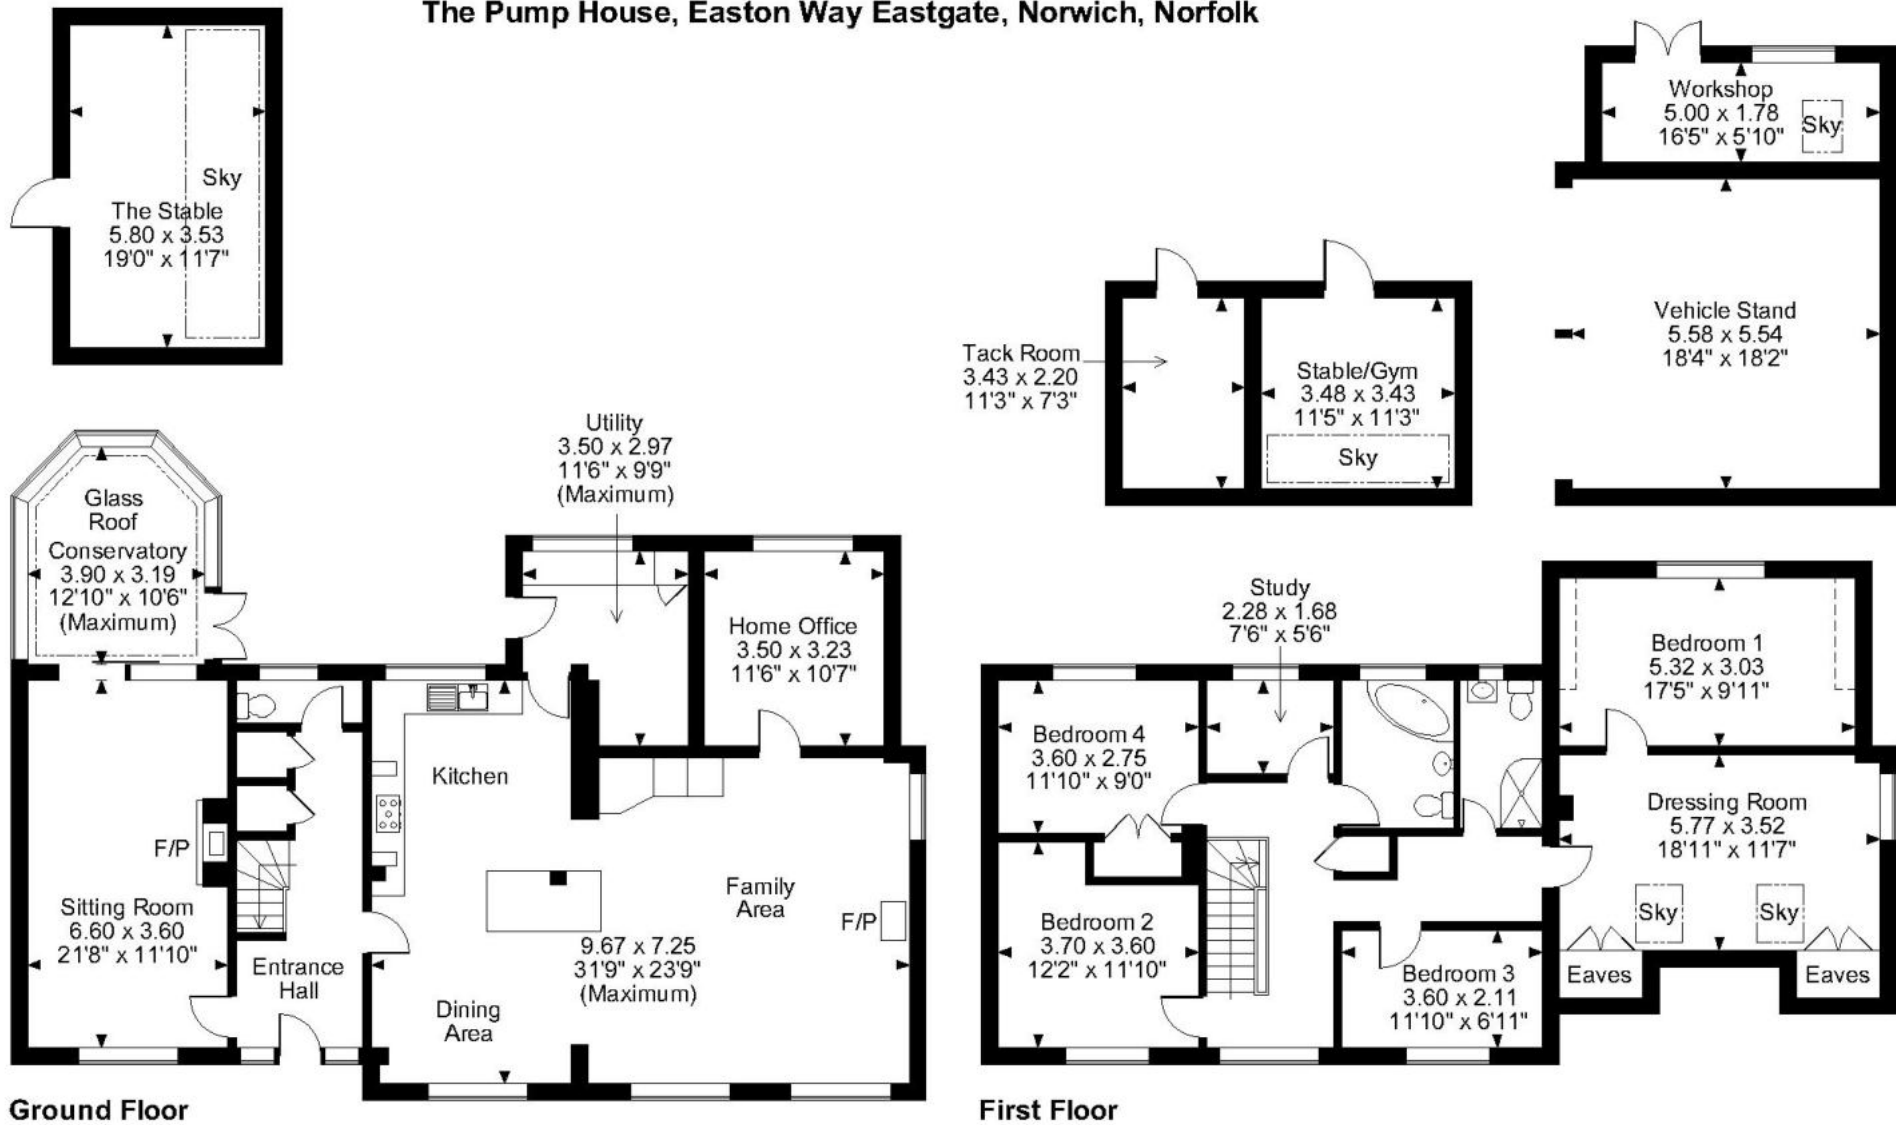 The Pump House, Easton Way Eastgate, Norwich, Norfolk
Sky
The Stable
5.80 x 3.53
19'0" x 11'7"
Workshop
5.00 x 1.78
16'5" x 5'10"
Sky
Vehicle Stand
5.58 x 5.54
18'4" x 18'2"
Tack Room
3.43 x 2.20
11'3" x 7'3"
Stable/Gym
3.48 x 3.43
11'5" x 11'3"
Sky
Glass
Roof
Conservatory
3.90 x 3.19
12'10" x 10'6"
(Maximum)
Utility
3.50 x 2.97
11'6" x 9'9"
(Maximum)
Home Office
3.50 x 3.23
11'6" x 10'7"
Kitchen
F/P
Sitting Room
6.60 x 3.60
21'8" x 11'10"
Entrance
Hall
Family
Area
F/P
9.67 x 7.25
31'9" x 23'9"
(Maximum)
Dining
Area
Ground Floor
Study
2.28 x 1.68
7'6" x 5'6"
Bedroom 1
5.32 x 3.03
17'5" x 9'11"
Bedroom 4
3.60 x 2.75
11'10" x 9'0"
Dressing Room
5.77 x 3.52
18'11" x 11'7"
Sky
Sky
Bedroom 2
3.70 x 3.60
12'2" x 11'10"
Bedroom 3
3.60 x 2.11
11'10" x 6'11"
Eaves
Eaves
First Floor